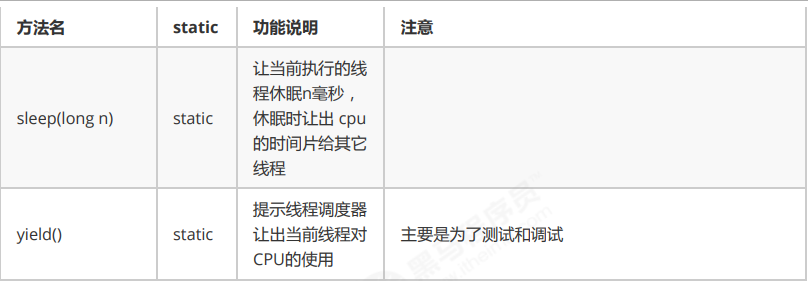 方法名 static 功能说明 注意
sleep(long n) static 让当前执行的线
程休眠n毫秒，
休眠时让出 cpu
的时间片给其它
线程
yield() static 提示线程调度器
让出当前线程对
CPU的使用 主要是为了测试和调试